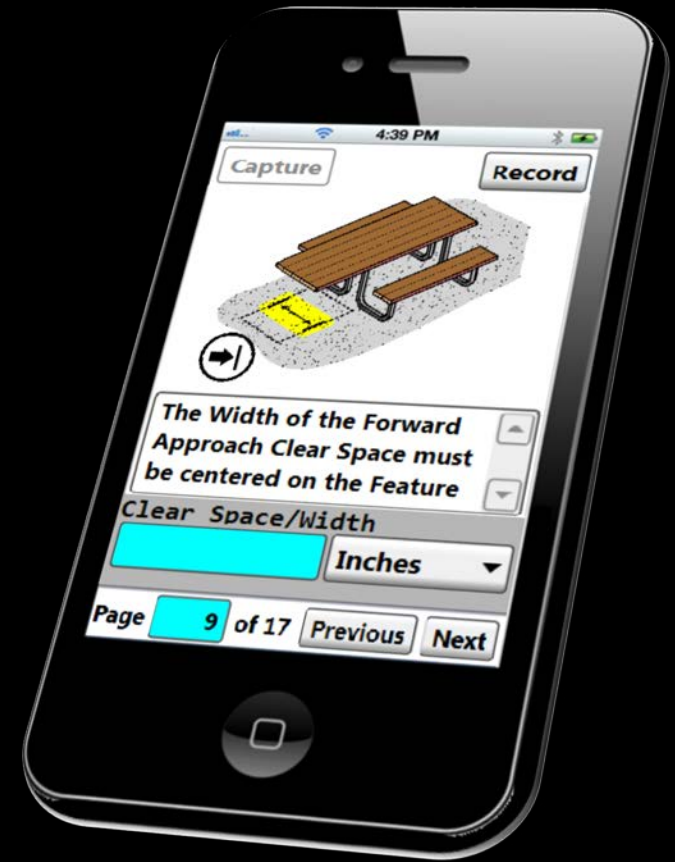 4:39 PM
Capture
Record
The Width of the Forward
Approach Clear Space must
be centered on the Feature
Clear Space/Width
Inches
Page 9 of 17 Previous Next